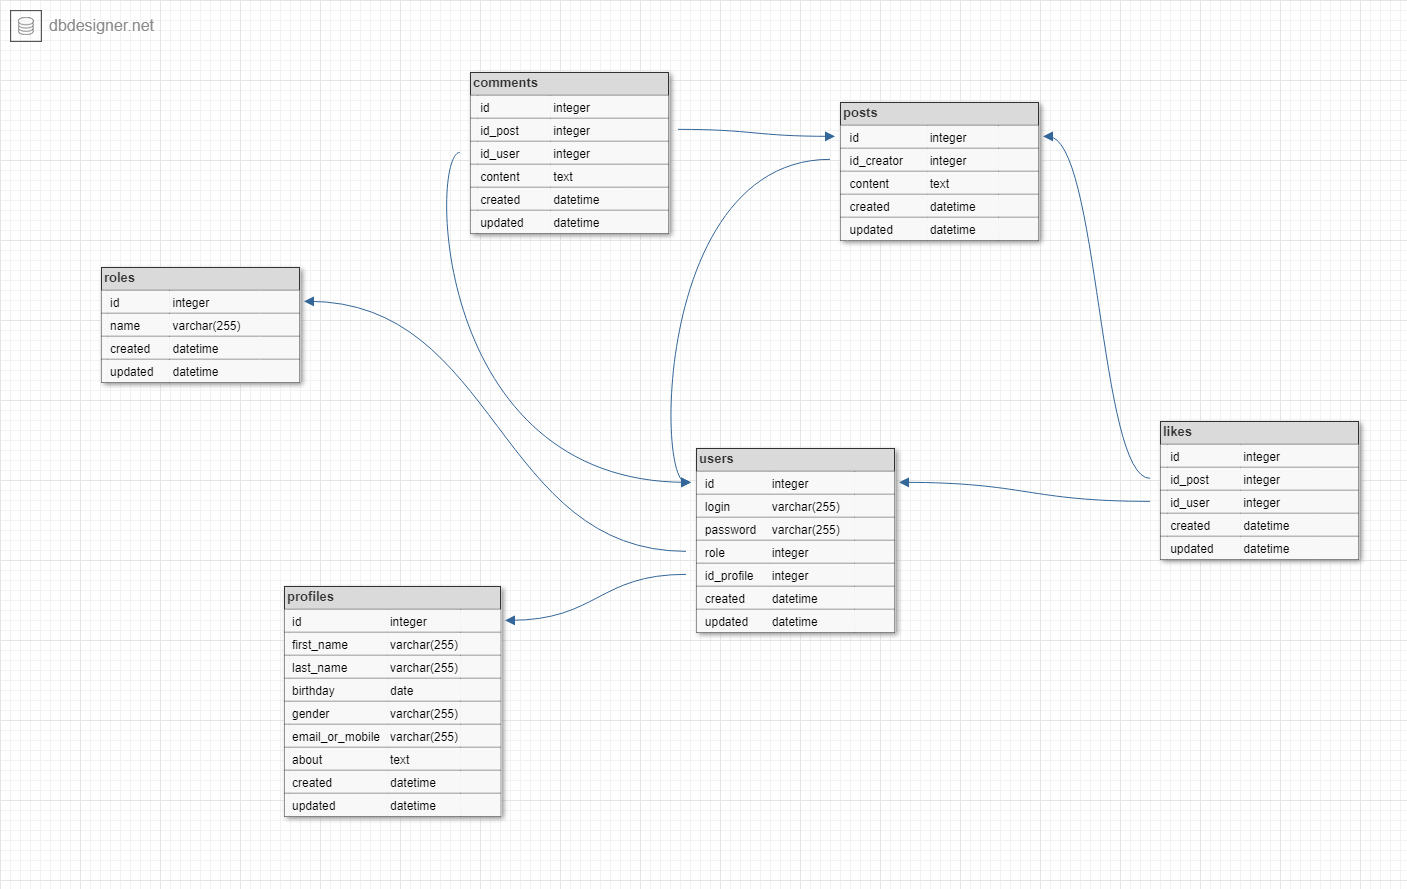 dbdesigner.net
comments
id integer
id_post integer
id_user integer
content text
created datetime
updated datetime
posts
id integer
id_creator integer
content text
created datetime
updated datetime
roles
id integer
name varchar(255)
created datetime
updated datetime
likes
id integer
id_post integer
id_user integer
created datetime
updated datetime
users
id integer
login varchar(255)
password varchar(255)
role integer
id_profile integer
created datetime
updated datetime
profiles
id integer
first_name varchar(255)
last_name varchar(255)
birthday date
gender varchar(255)
email_or_mobile varchar(255)
about text
created datetime
updated datetime